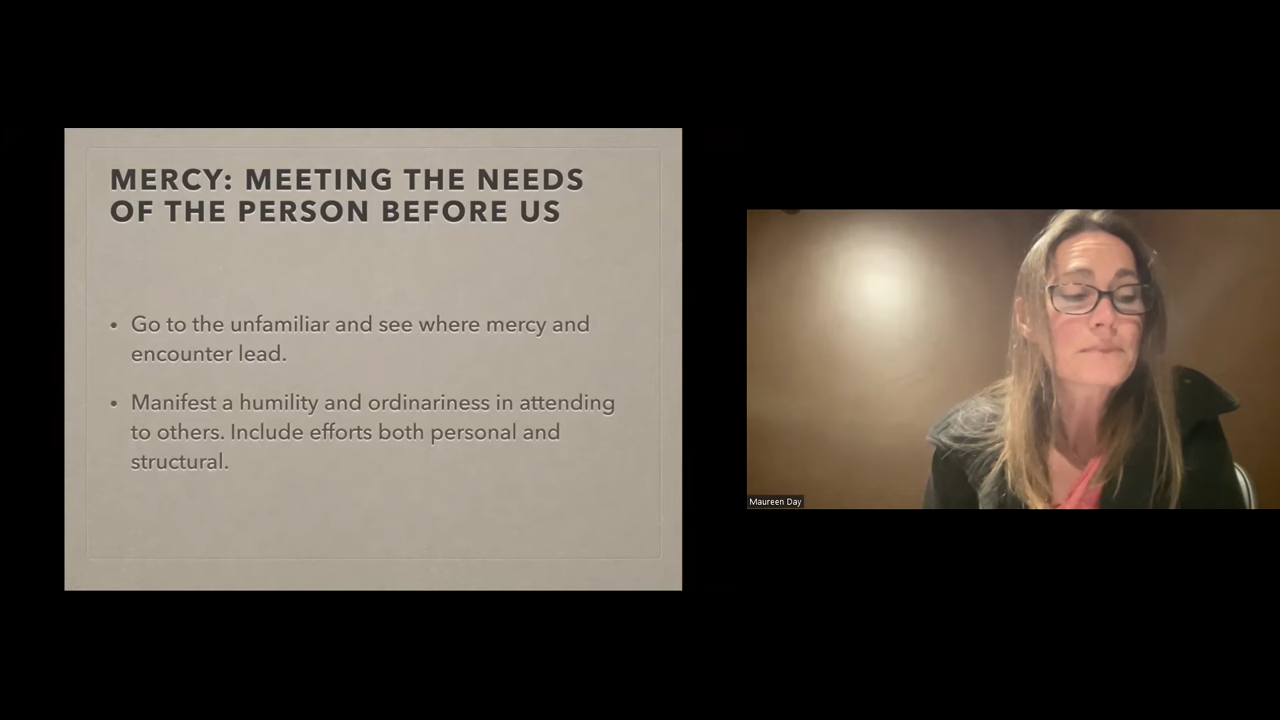 MERCY: MEETING THE NEEDS
OF THE PERSON BEFORE US
• Go to the unfamiliar and see where mercy and
encounter lead.
• Manifest a humility and ordinariness in attending
to others. Include efforts both personal and
structural.
Maureen Day